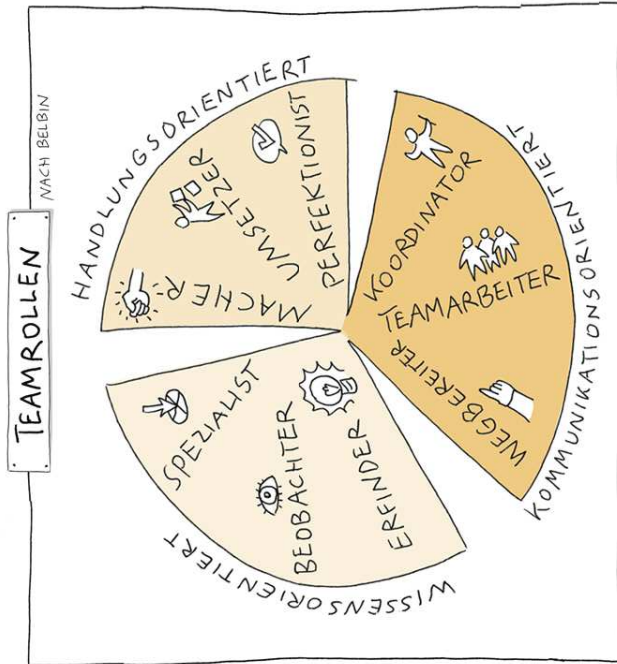 TEAMROLLEN
NACH BELBIN
HANDLUNGSORIENTIERT
MACHER
UMSETZER
PERFEKTIONIST
KOMMUNIKATIONSORIENTIERT
KOORDINATOR
TEAMARBEITER
WEGBEREITER
WISSENSORIENTIERT
SPEZIALIST
BEOBACHTER
ERFINDER